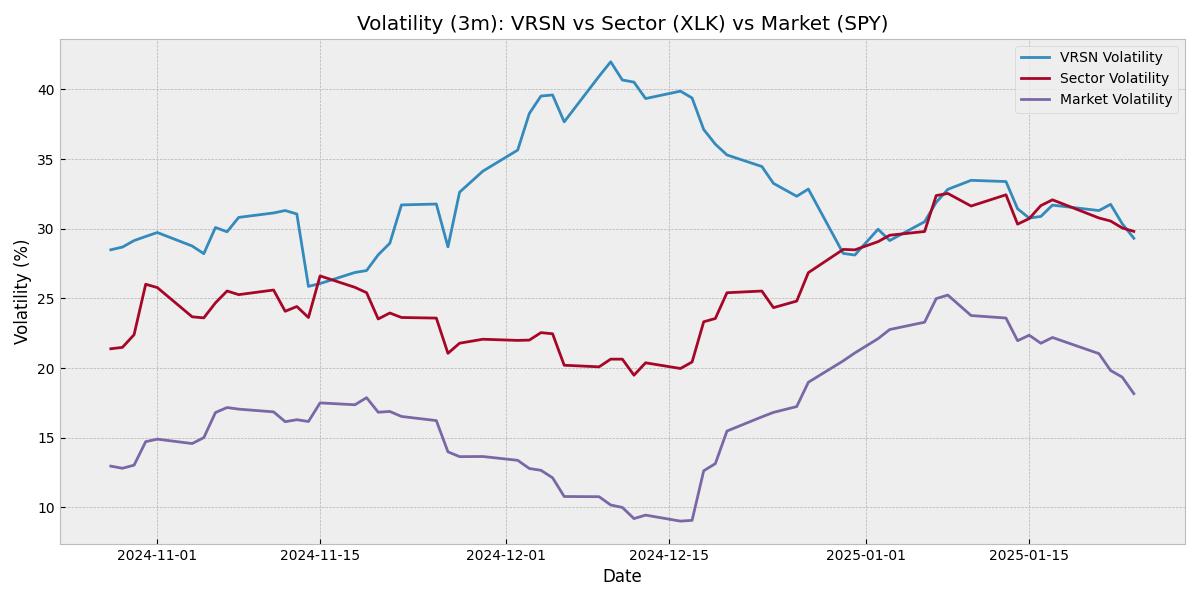 Volatility (3m): VRSN vs Sector (XLK) vs Market (SPY)
VRSN Volatility
Sector Volatility
Market Volatility
Volatility (%)
40
35
30
25
20
15
10
2024-11-01
2024-11-15
2024-12-01
2024-12-15
2025-01-01
2025-01-15
Date